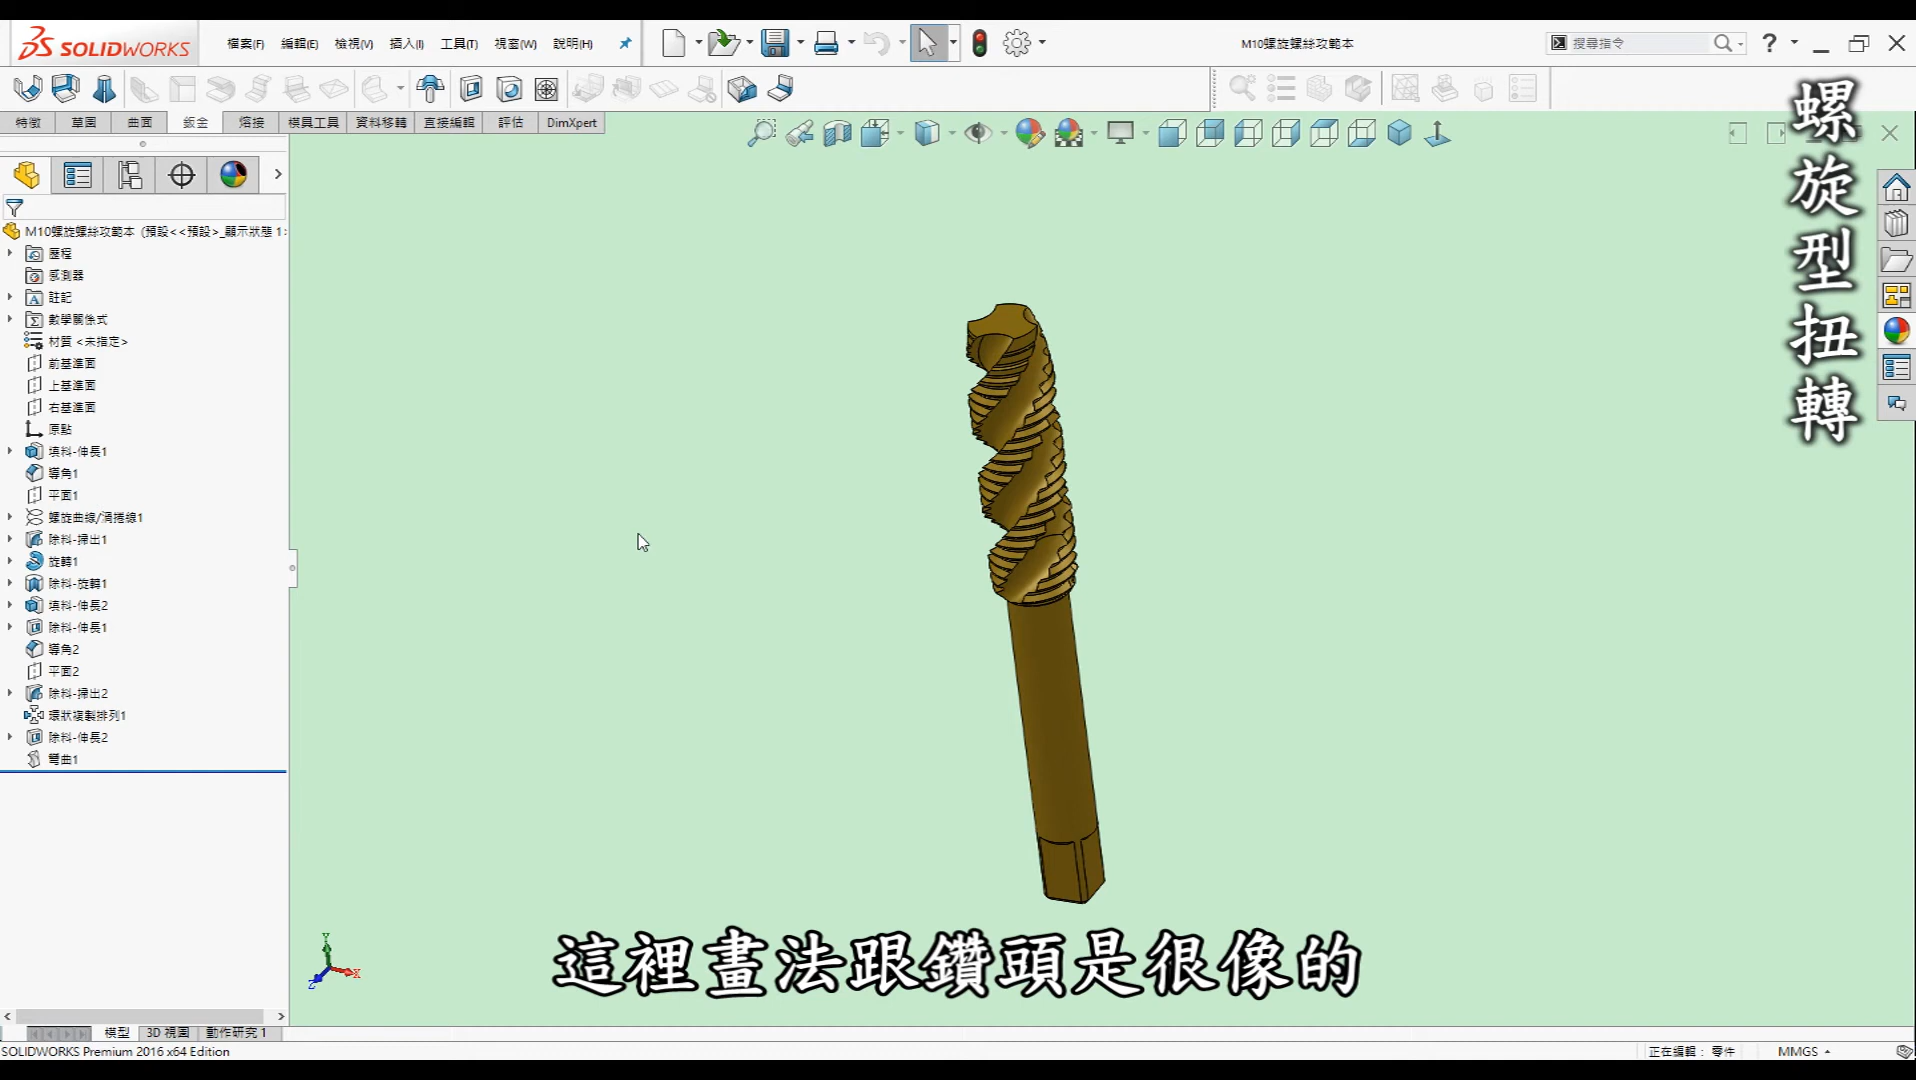 SOLIDWORKS
檔案(F)
編輯(E)
檢視(V)
插入(I)
工具(T)
視窗(W)
說明(H)
M10螺旋螺絲攻範本
搜尋指令
特徵
草圖
曲面
鈑金
熔接
模具工具
資料移轉
直接編輯
評估
DimXpert
M10螺旋螺絲攻範本 (預設<<預設>_顯示狀態 1>
歷程
感測器
註記
數學關係式
材質 <未指定>
前基準面
上基準面
右基準面
原點
填料-伸長1
導角1
平面1
螺旋曲線/渦捲線1
除料-掃出1
旋轉1
除料-旋轉1
填料-伸長2
除料-伸長1
導角2
平面2
除料-掃出2
環狀複製排列1
除料-伸長2
彎曲1
螺旋型扭轉
Y
X
Z
這裡畫法跟鑽頭是很像的
模型
3D 視圖
動作研究 1
SOLIDWORKS Premium 2016 x64 Edition
正在編輯： 零件
MMGS